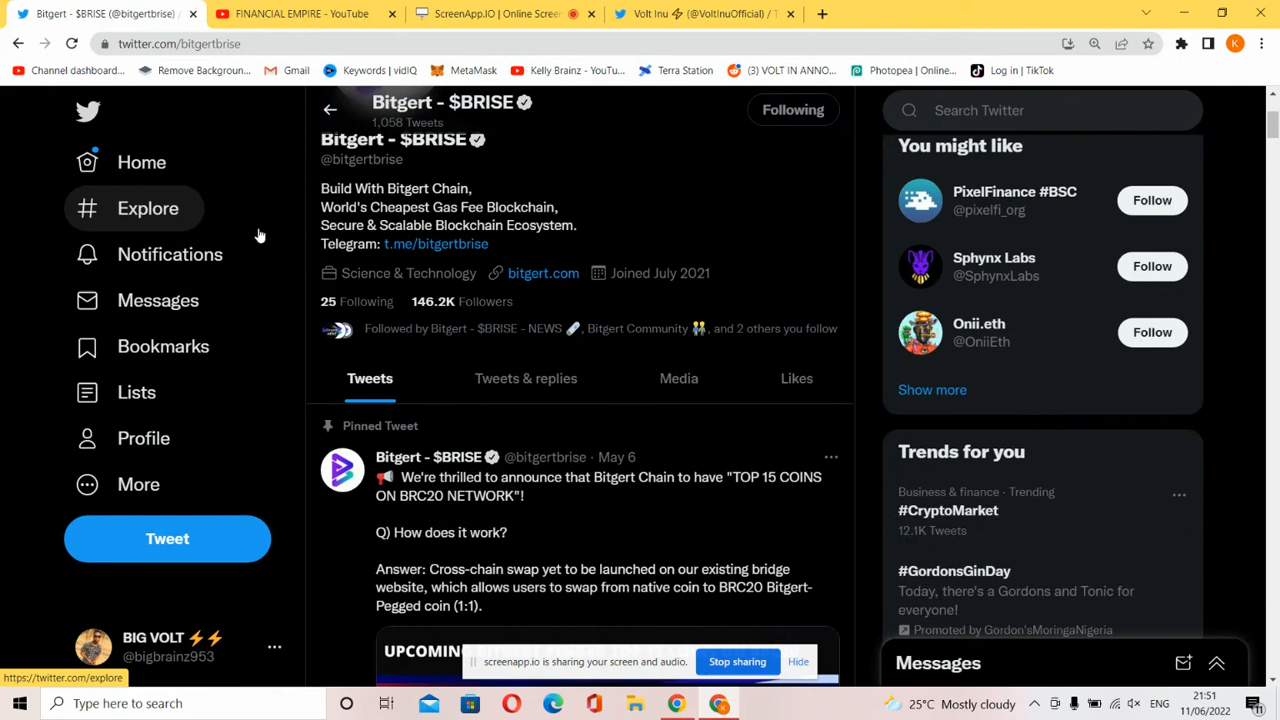 Bitgert - $BRISE (@bitgertbrise) /
FINANCIAL EMPIRE - YouTube
ScreenApp.IO | Online Screen
Volt Inu ⚡ (@VoltInuOfficial) / T
twitter.com/bitgertbrise
K
Channel dashboard...
Remove Backgroun...
Gmail
Keywords | vidIQ
MetaMask
Kelly Brainz - YouTu...
Terra Station
(3) VOLT IN ANNO...
Photopea | Online...
Log in | TikTok
Home
Explore
Notifications
Messages
Bookmarks
Lists
Profile
More
Tweet
BIG VOLT ⚡⚡
@bigbrainz953
https://twitter.com/explore
Bitgert - $BRISE
1,058 Tweets
Following
Bitgert - $BRISE
@bitgertbrise
Build With Bitgert Chain,
World's Cheapest Gas Fee Blockchain,
Secure & Scalable Blockchain Ecosystem.
Telegram: t.me/bitgertbrise
Science & Technology bitgert.com Joined July 2021
25 Following 146.2K Followers
Followed by Bitgert - $BRISE - NEWS 🗞, Bitgert Community 👬, and 2 others you follow
Tweets Tweets & replies Media Likes
Pinned Tweet
Bitgert - $BRISE @bitgertbrise · May 6
📢 We're thrilled to announce that Bitgert Chain to have "TOP 15 COINS
ON BRC20 NETWORK"!
Q) How does it work?
Answer: Cross-chain swap yet to be launched on our existing bridge
website, which allows users to swap from native coin to BRC20 Bitgert-
Pegged coin (1:1).
screenapp.io is sharing your screen and audio. Stop sharing Hide
Search Twitter
You might like
PixelFinance #BSC
@pixelfi_org
Follow
Sphynx Labs
@SphynxLabs
Follow
Onii.eth
@OniiEth
Follow
Show more
Trends for you
Business & finance · Trending
#CryptoMarket
12.1K Tweets
#GordonsGinDay
Today, there's a Gordons and Tonic for
everyone!
Promoted by Gordon'sMoringaNigeria
Messages
Type here to search
25°C Mostly cloudy
ENG
21:51
11/06/2022